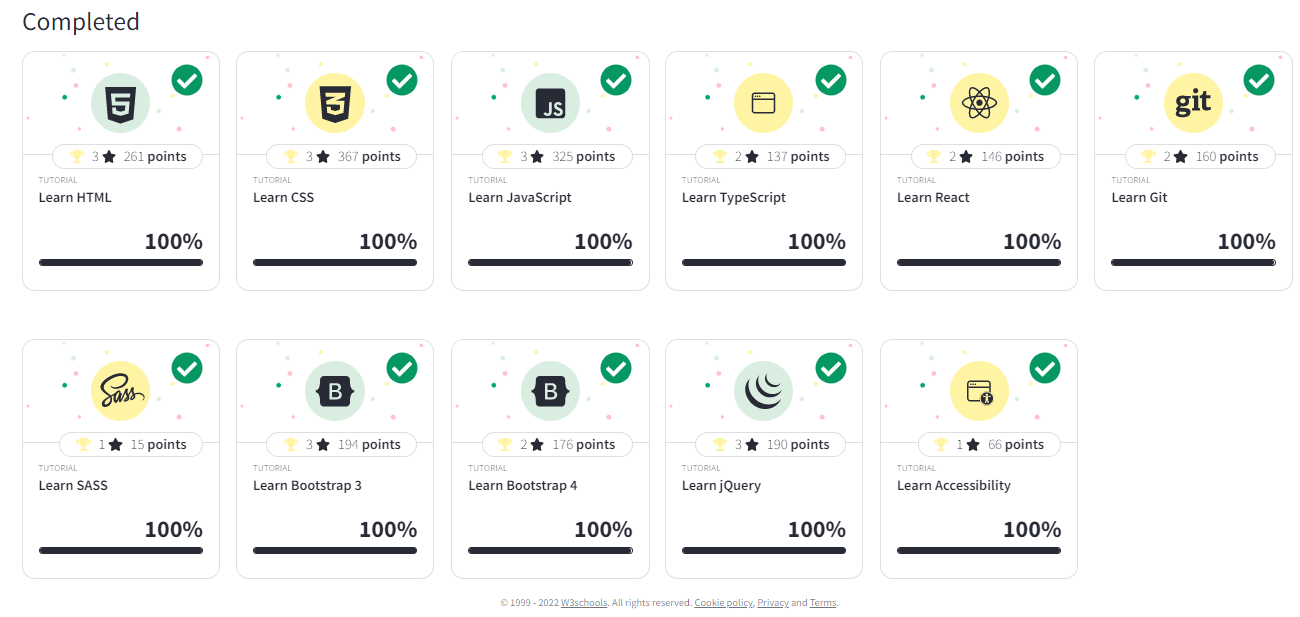 Completed
5
3
JS
git
3 ★ 261 points
3 ★ 367 points
3 ★ 325 points
2 ★ 137 points
2 ★ 146 points
2 ★ 160 points
TUTORIAL
Learn HTML
TUTORIAL
Learn CSS
TUTORIAL
Learn JavaScript
TUTORIAL
Learn TypeScript
TUTORIAL
Learn React
TUTORIAL
Learn Git
100%
100%
100%
100%
100%
100%
Sass
B
B
1 ★ 15 points
3 ★ 194 points
2 ★ 176 points
3 ★ 190 points
1 ★ 66 points
TUTORIAL
Learn SASS
TUTORIAL
Learn Bootstrap 3
TUTORIAL
Learn Bootstrap 4
TUTORIAL
Learn jQuery
TUTORIAL
Learn Accessibility
100%
100%
100%
100%
100%
© 1999 - 2022 W3schools. All rights reserved. Cookie policy, Privacy and Terms.